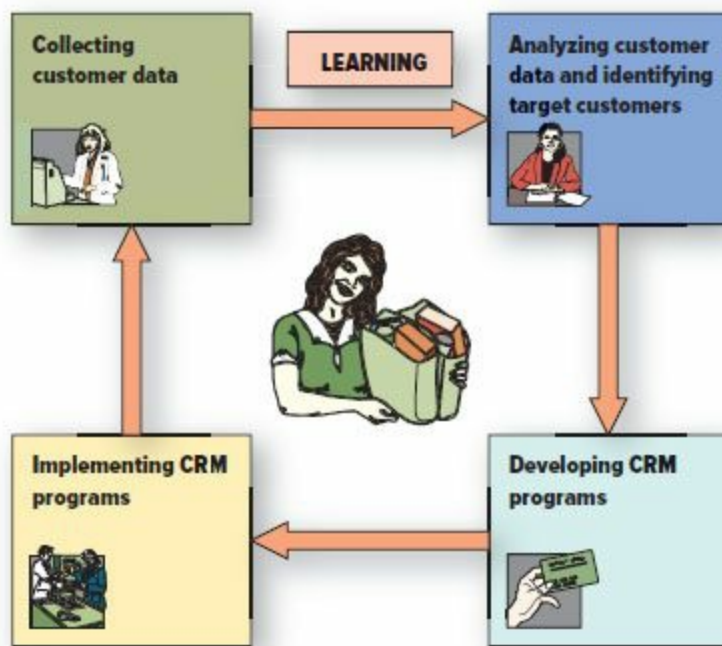 Collecting
customer data
LEARNING
Analyzing customer
data and identifying
target customers
Implementing CRM
programs
Developing CRM
programs